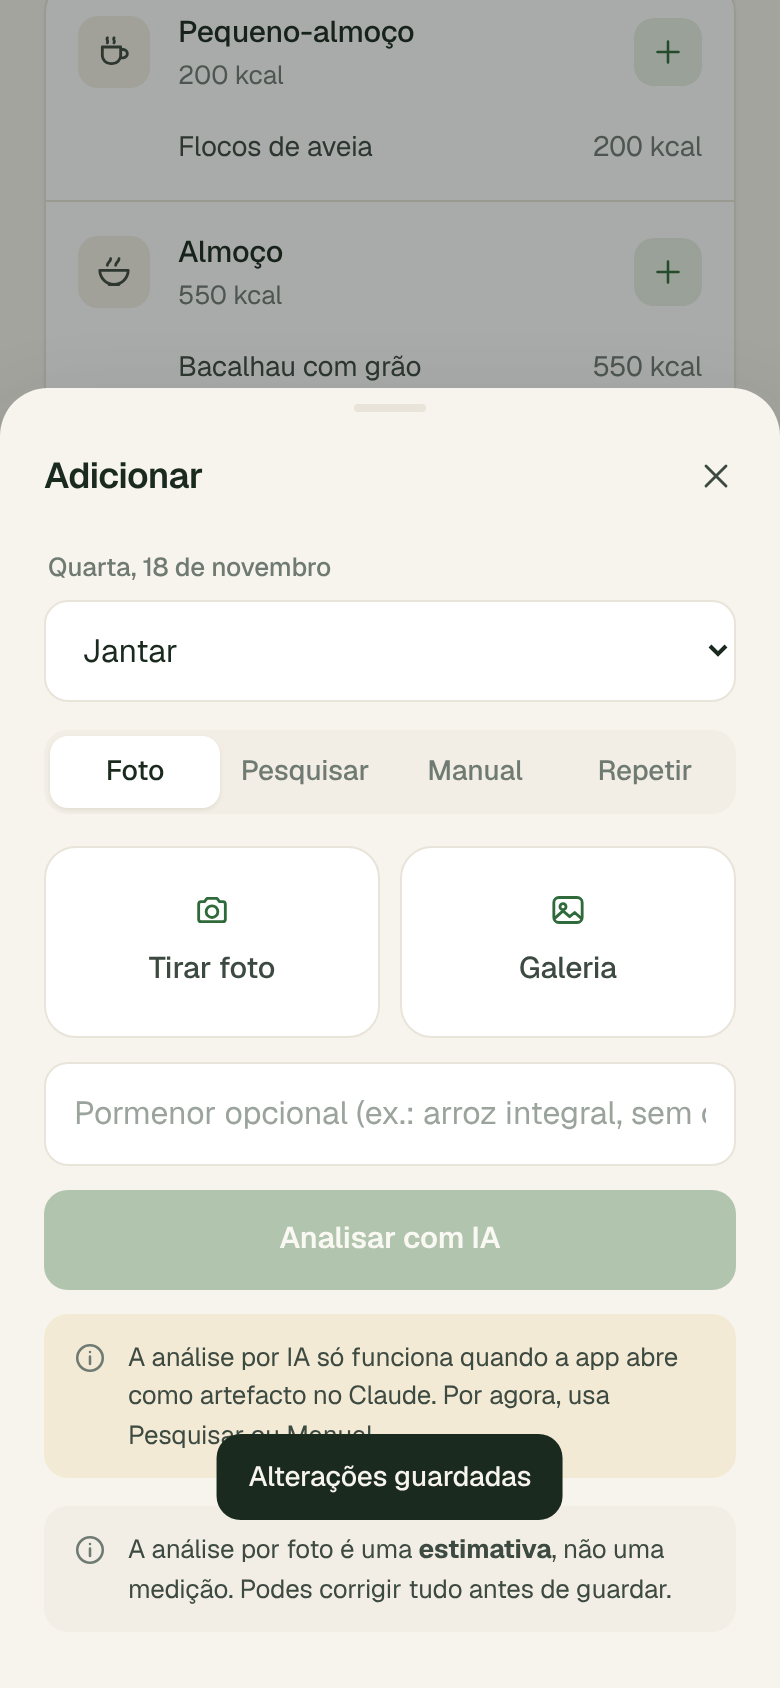 Pequeno-almoço
200 kcal
Flocos de aveia 200 kcal
Almoço
550 kcal
Bacalhau com grão 550 kcal
Adicionar
Quarta, 18 de novembro
Jantar
Foto Pesquisar Manual Repetir
Tirar foto Galeria
Pormenor opcional (ex.: arroz integral, sem
Analisar com IA
A análise por IA só funciona quando a app abre
como artefacto no Claude. Por agora, usa
Pesquisar ou Manual.
Alterações guardadas
A análise por foto é uma estimativa, não uma
medição. Podes corrigir tudo antes de guardar.